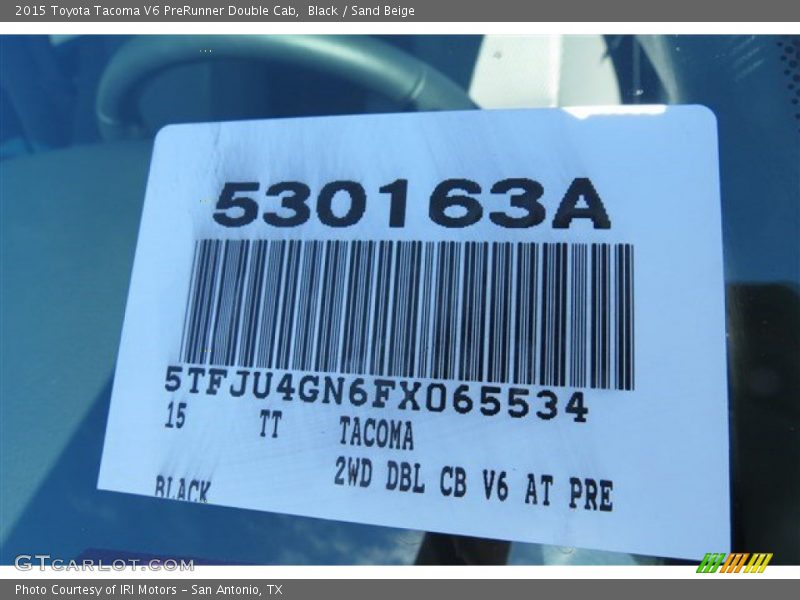 2015 Toyota Tacoma V6 PreRunner Double Cab,  Black / Sand Beige
530163A
5TFJU4GN6FX065534
15 TT TACOMA
2WD DBL CB V6 AT PRE
BLACK
GTCARLOT.COM
Photo Courtesy of IRI Motors - San Antonio, TX